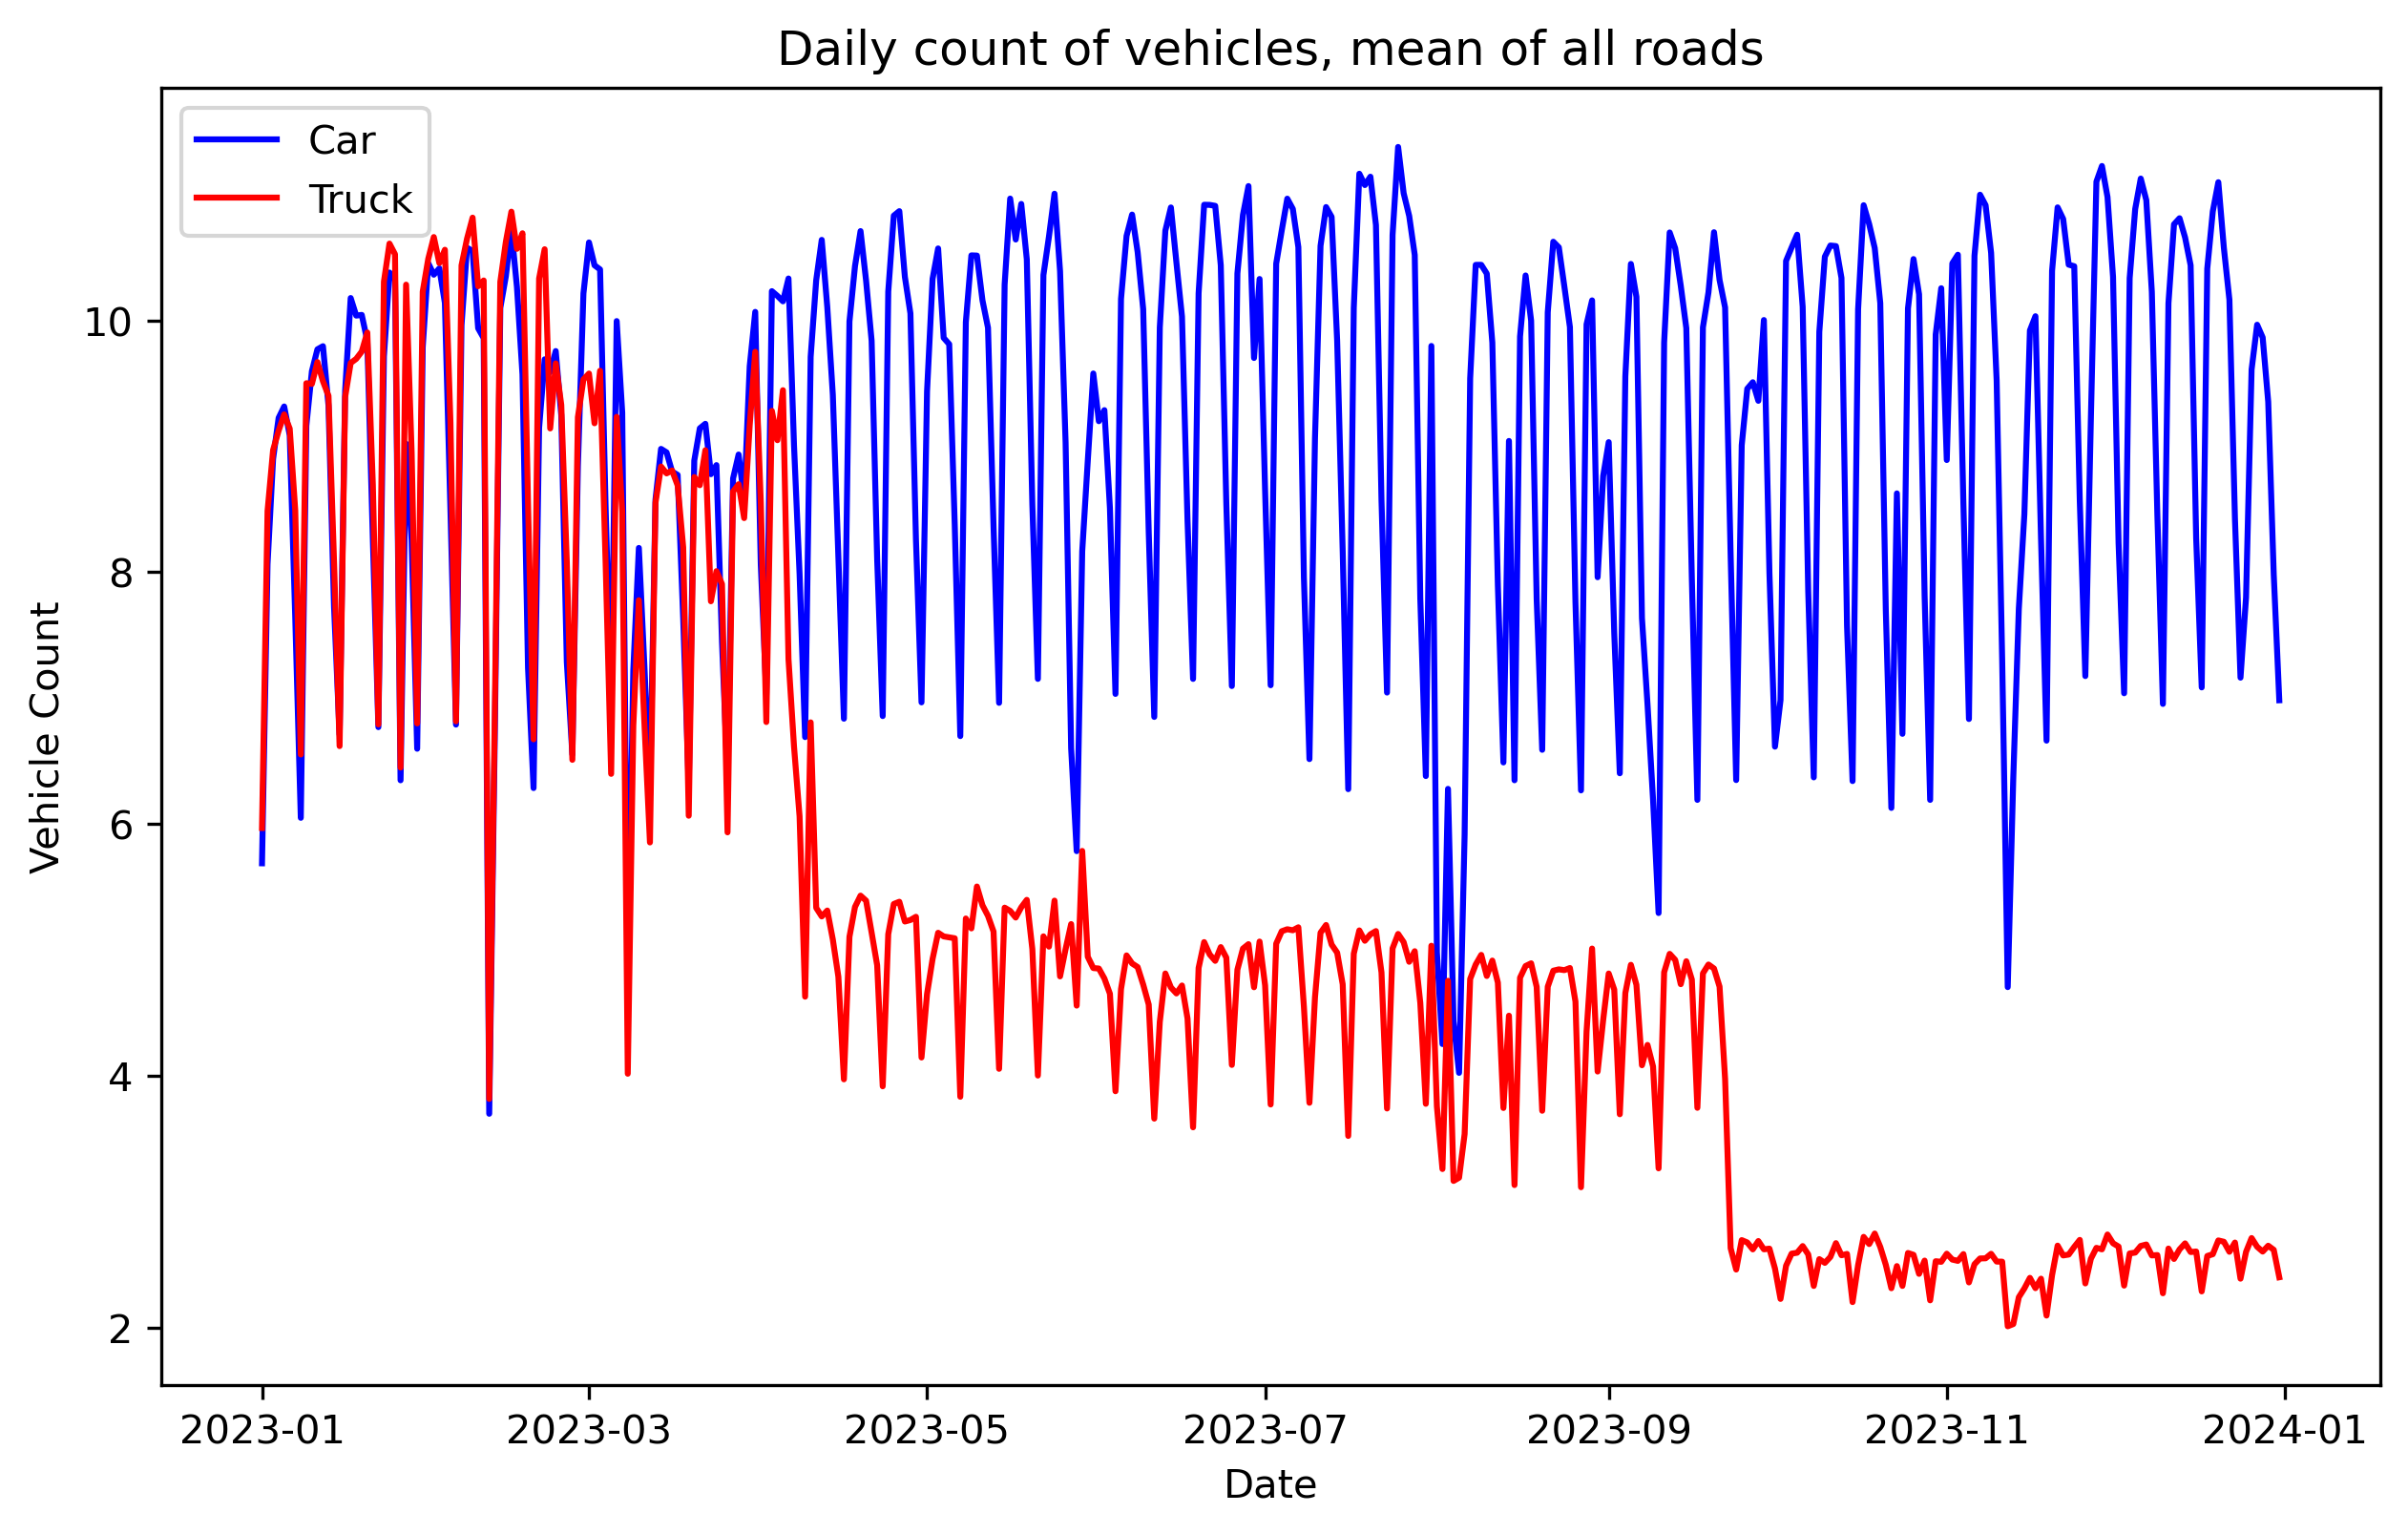 Daily count of vehicles, mean of all roads
Car
Truck
Vehicle Count
10
8
6
4
2
2023-01
2023-03
2023-05
2023-07
2023-09
2023-11
2024-01
Date